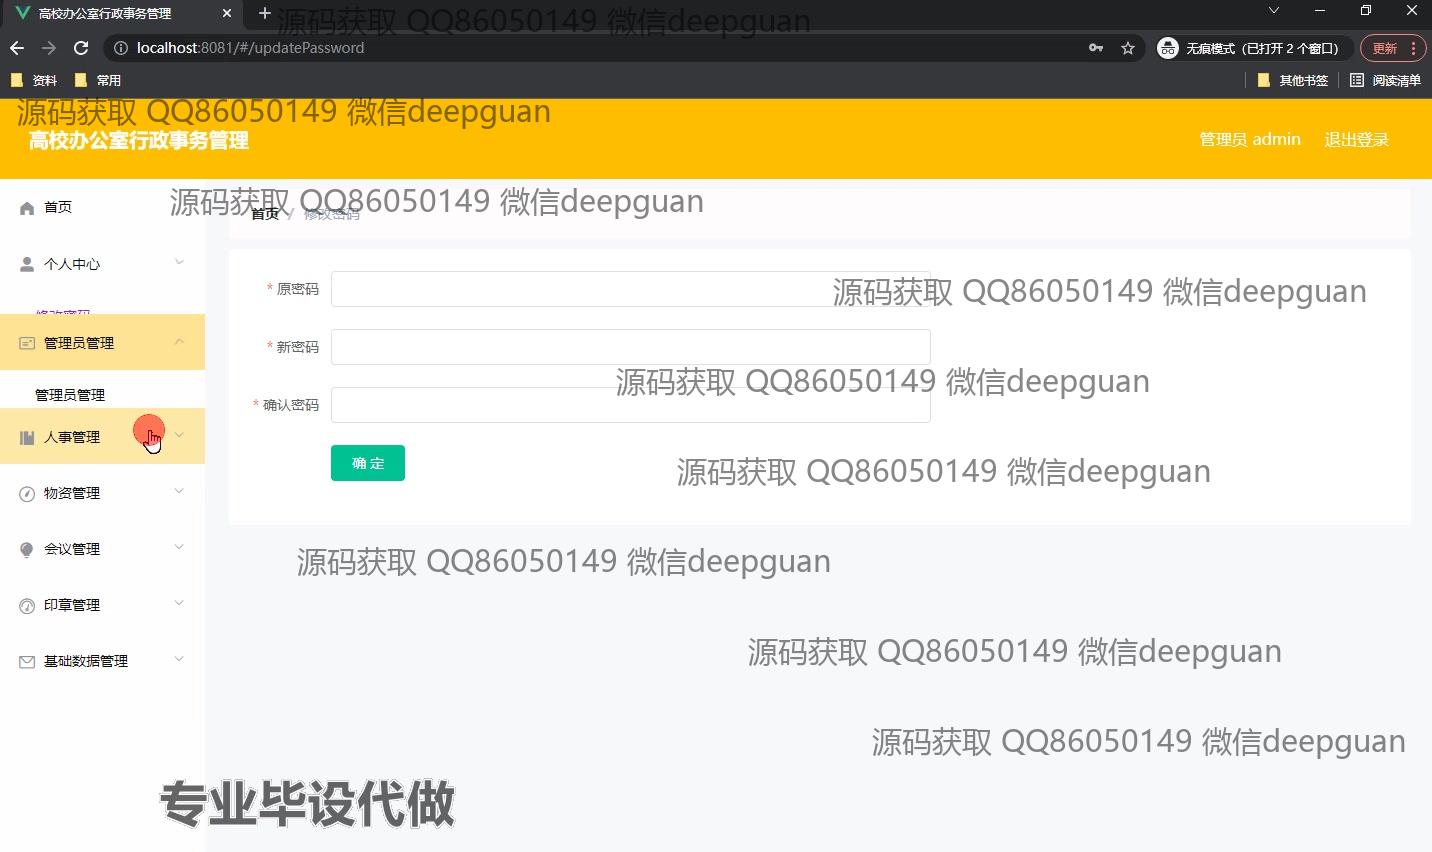 高校办公室行政事务管理
源码获取 QQ86050149 微信deepguan
localhost:8081/#/updatePassword
无痕模式（已打开 2 个窗口）
更新
资料
常用
其他书签
阅读清单
源码获取 QQ86050149 微信deepguan
高校办公室行政事务管理
管理员 admin
退出登录
源码获取 QQ86050149 微信deepguan
首页
首页 / 修改密码
个人中心
修改密码
* 原密码
源码获取 QQ86050149 微信deepguan
管理员管理
* 新密码
源码获取 QQ86050149 微信deepguan
管理员管理
* 确认密码
人事管理
确 定
源码获取 QQ86050149 微信deepguan
物资管理
会议管理
源码获取 QQ86050149 微信deepguan
印章管理
源码获取 QQ86050149 微信deepguan
基础数据管理
源码获取 QQ86050149 微信deepguan
专业毕设代做